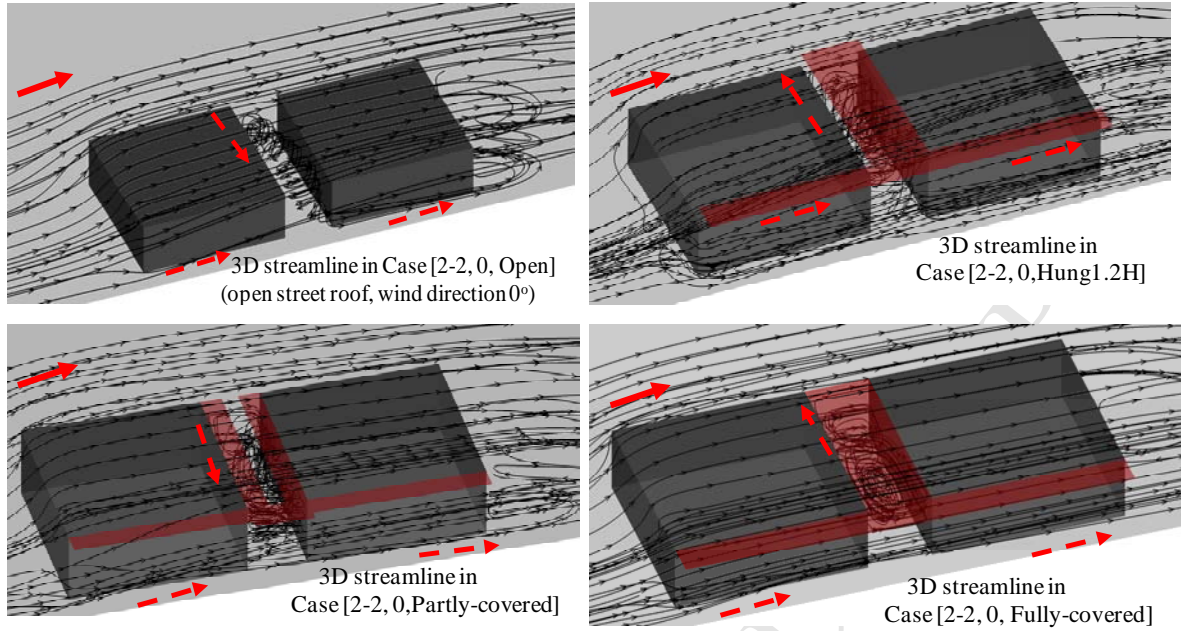 3D streamline in Case [2-2, 0, Open]
(open street roof, wind direction 0°)
3D streamline in
Case [2-2, 0,Hung1.2H]
3D streamline in
Case [2-2, 0,Partly-covered]
3D streamline in
Case [2-2, 0, Fully-covered]